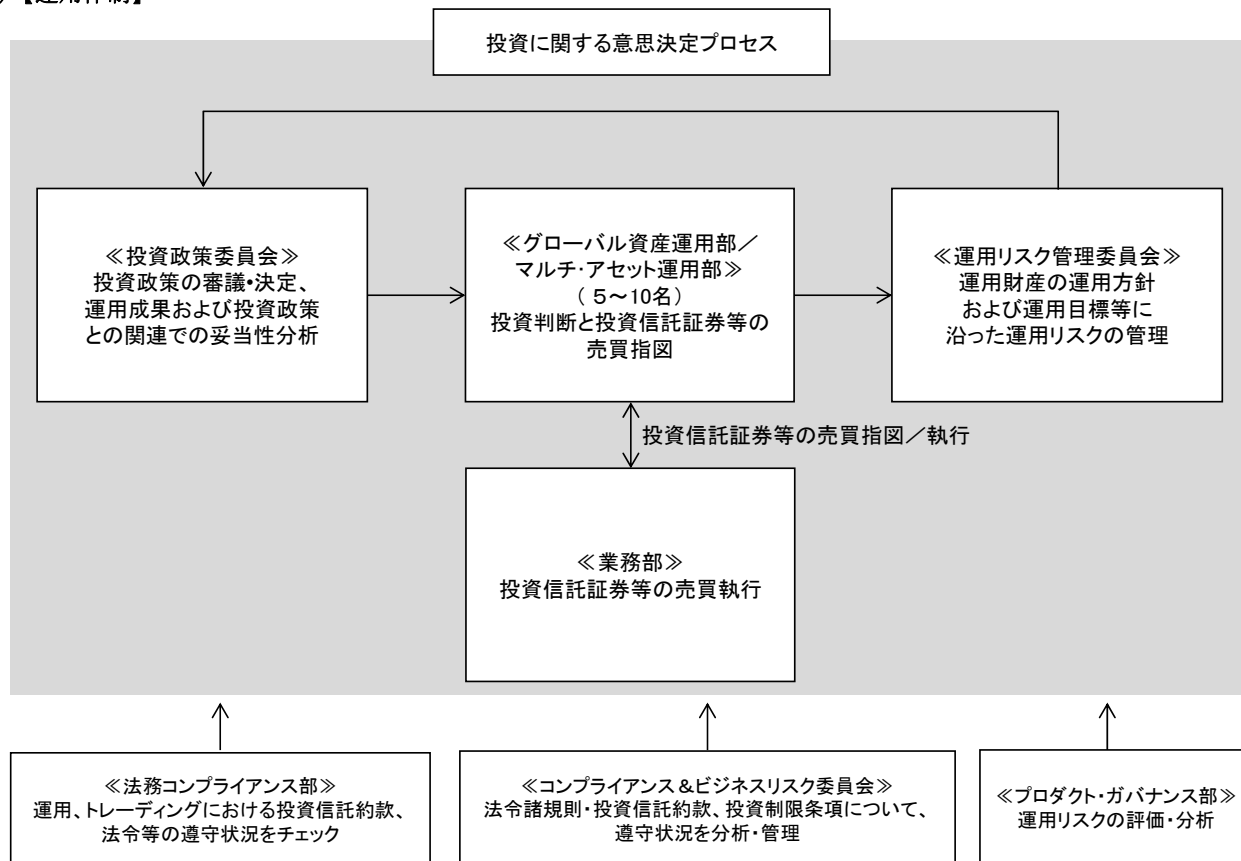 【運用体制】
投資に関する意思決定プロセス
≪投資政策委員会≫
投資政策の審議・決定、
運用成果および投資政策
との関連での妥当性分析
≪グローバル資産運用部／
マルチ・アセット運用部≫
（ 5～10名）
投資判断と投資信託証券等の
売買指図
≪運用リスク管理委員会≫
運用財産の運用方針
および運用目標等に
沿った運用リスクの管理
投資信託証券等の売買指図／執行
≪業務部≫
投資信託証券等の売買執行
≪法務コンプライアンス部≫
運用、トレーディングにおける投資信託約款、
法令等の遵守状況をチェック
≪コンプライアンス＆ビジネスリスク委員会≫
法令諸規則・投資信託約款、投資制限条項について、
遵守状況を分析・管理
≪プロダクト・ガバナンス部≫
運用リスクの評価・分析